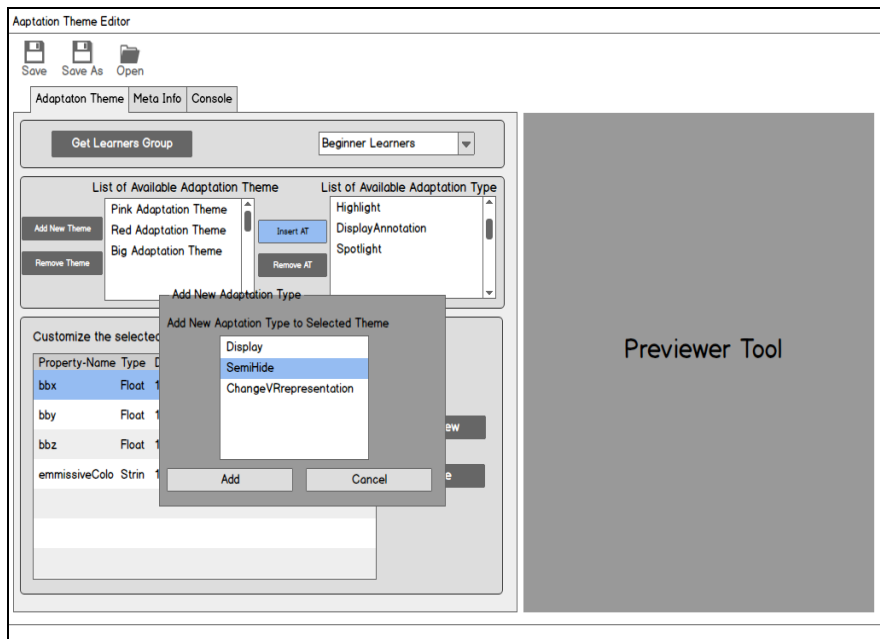 Aaptation Theme Editor
Save Save As Open
Adaptaton Theme Meta Info Console
Get Learners Group Beginner Learners
List of Available Adaptation Theme List of Available Adaptation Type
Pink Adaptation Theme Highlight
Add New Theme Red Adaptation Theme Insert AT DisplayAnnotation
Big Adaptation Theme Spotlight
Remove Theme Remove AT
Add New Adaptation Type
Add New Aaptation Type to Selected Theme
Customize the selected
Display
Property-Name Type D
SemiHide
bbx Float 1
ChangeVRrepresentation
bby Float 1
ew
bbz Float 1
emmissiveColo Strin 1
Add Cancel
e
Previewer Tool